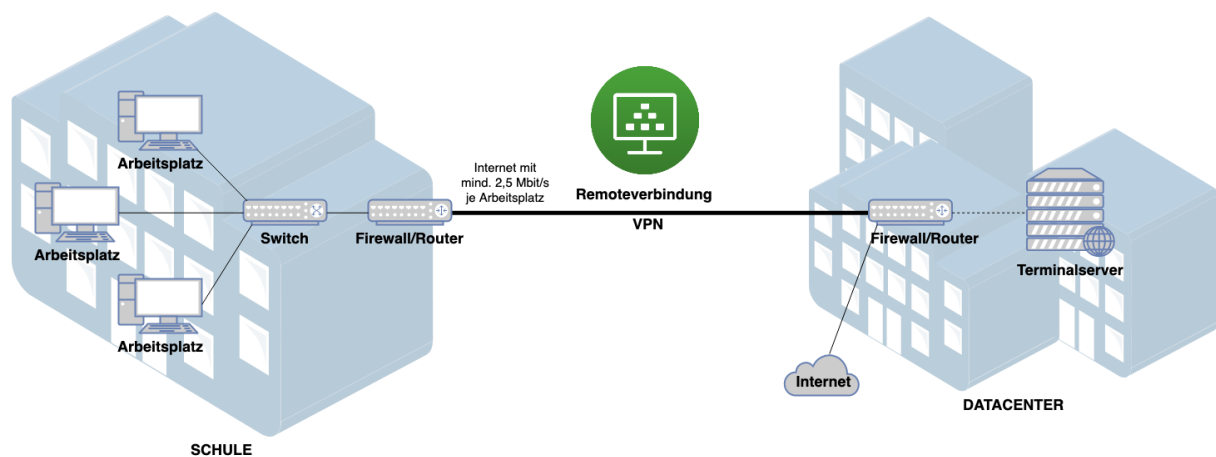 Arbeitsplatz
Arbeitsplatz
Arbeitsplatz
Switch
Firewall/Router
SCHULE
Internet mit
mind. 2,5 Mbit/s
je Arbeitsplatz
Remoteverbindung
VPN
Firewall/Router
Terminalserver
Internet
DATACENTER